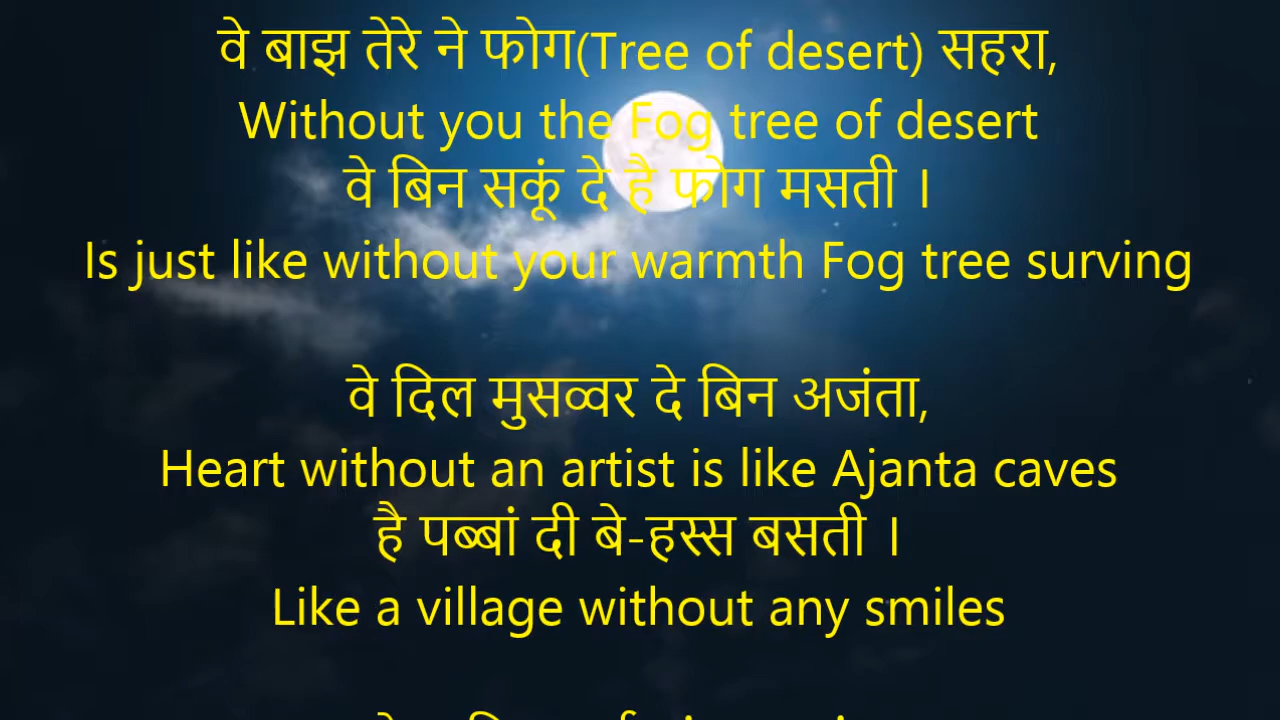 वे बाझ तेरे ने फोग(Tree of desert) सहरा,
Without you the Fog tree of desert
वे बिन सकूं दे है फोग मसती ।
Is just like without your warmth Fog tree surving
वे दिल मुसव्वर दे बिन अजंता,
Heart without an artist is like Ajanta caves
है पब्बां दी बे-हस्स बसती ।
Like a village without any smiles